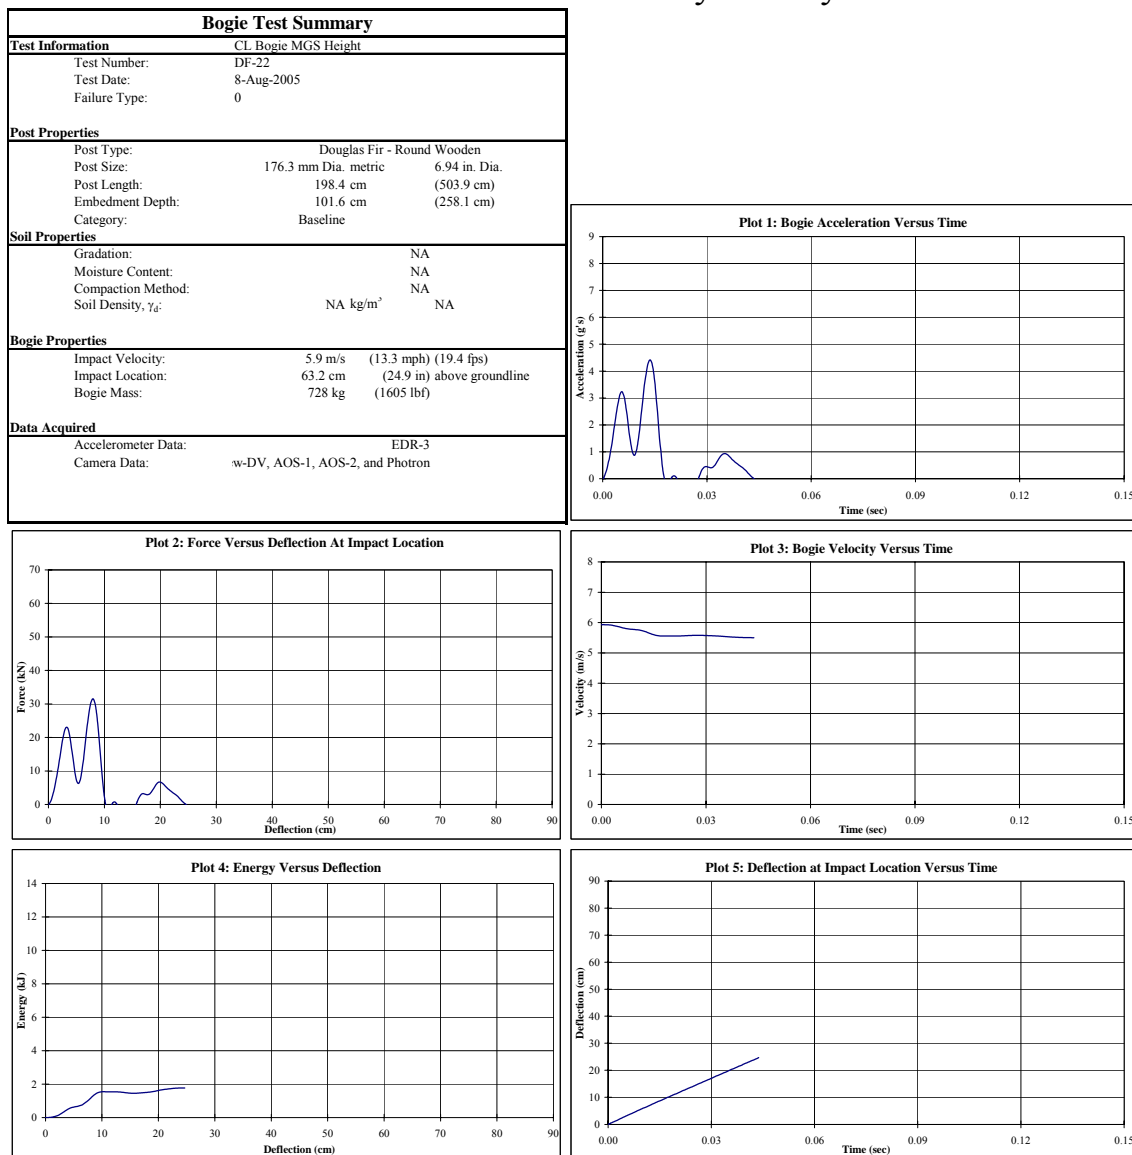 Bogie Test Summary
Test Information CL Bogie MGS Height
Test Number: DF-22
Test Date: 8-Aug-2005
Failure Type: 0
Post Properties
Post Type: Douglas Fir - Round Wooden
Post Size: 176.3 mm Dia. metric 6.94 in. Dia.
Post Length: 198.4 cm (503.9 cm)
Embedment Depth: 101.6 cm (258.1 cm)
Category: Baseline
Soil Properties
Gradation: NA
Moisture Content: NA
Compaction Method: NA
Soil Density, γd: NA kg/m³ NA
Bogie Properties
Impact Velocity: 5.9 m/s (13.3 mph) (19.4 fps)
Impact Location: 63.2 cm (24.9 in) above groundline
Bogie Mass: 728 kg (1605 lbf)
Data Acquired
Accelerometer Data: EDR-3
Camera Data: w-DV, AOS-1, AOS-2, and Photron
Plot 1: Bogie Acceleration Versus Time
Acceleration (g's)
9
8
7
6
5
4
3
2
1
0
0.00 0.03 0.06 0.09 0.12 0.15
Time (sec)
Plot 2: Force Versus Deflection At Impact Location
Force (kN)
70
60
50
40
30
20
10
0
0 10 20 30 40 50 60 70 80 90
Deflection (cm)
Plot 3: Bogie Velocity Versus Time
Velocity (m/s)
8
7
6
5
4
3
2
1
0
0.00 0.03 0.06 0.09 0.12 0.15
Time (sec)
Plot 4: Energy Versus Deflection
Energy (kJ)
14
12
10
8
6
4
2
0
0 10 20 30 40 50 60 70 80 90
Deflection (cm)
Plot 5: Deflection at Impact Location Versus Time
Deflection (cm)
90
80
70
60
50
40
30
20
10
0
0.00 0.03 0.06 0.09 0.12 0.15
Time (sec)